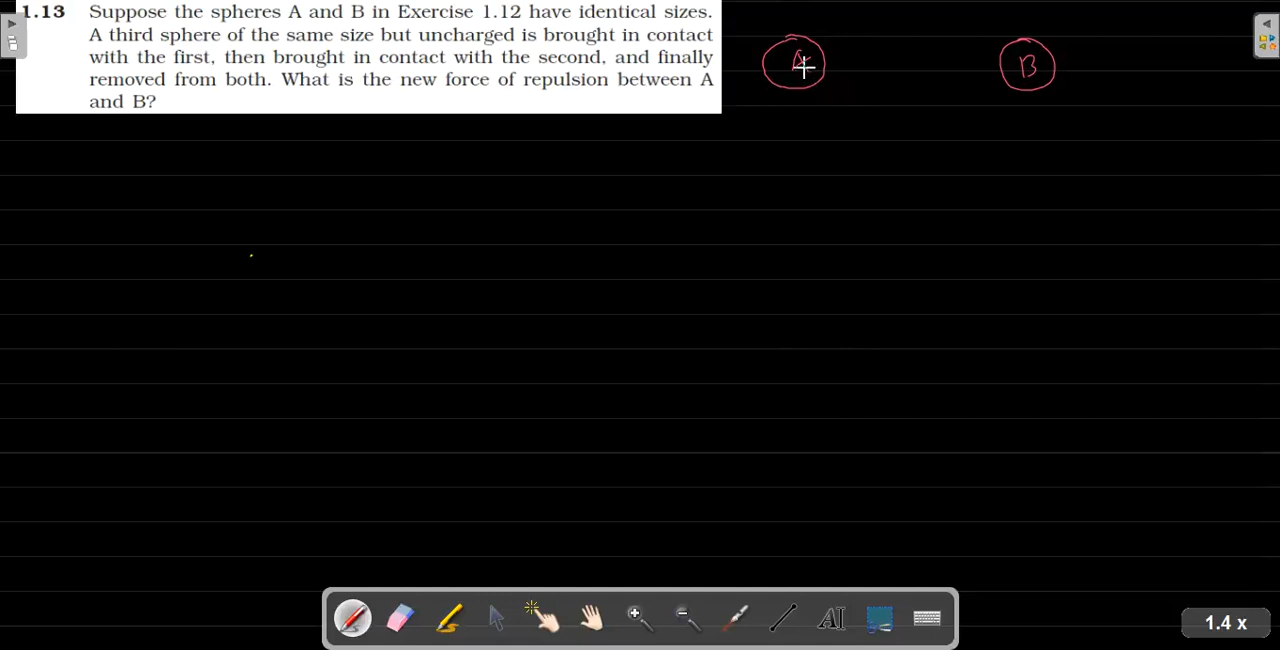 1.13 Suppose the spheres A and B in Exercise 1.12 have identical sizes.
A third sphere of the same size but uncharged is brought in contact
with the first, then brought in contact with the second, and finally
removed from both. What is the new force of repulsion between A
and B?
A
B
AI
1.4 x